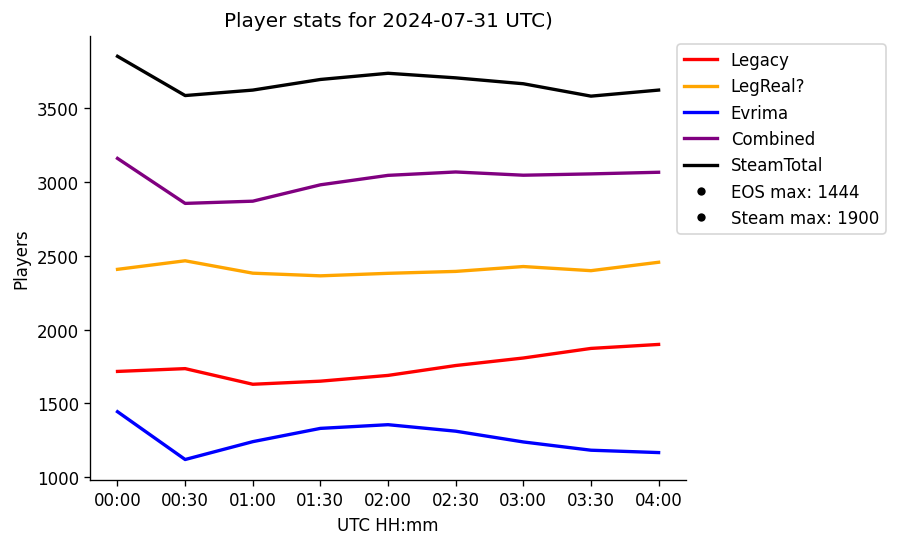 Player stats for 2024-07-31 UTC)
Legacy
LegReal?
Evrima
Combined
SteamTotal
EOS max: 1444
Steam max: 1900
Players
3500
3000
2500
2000
1500
1000
00:00 00:30 01:00 01:30 02:00 02:30 03:00 03:30 04:00
UTC HH:mm